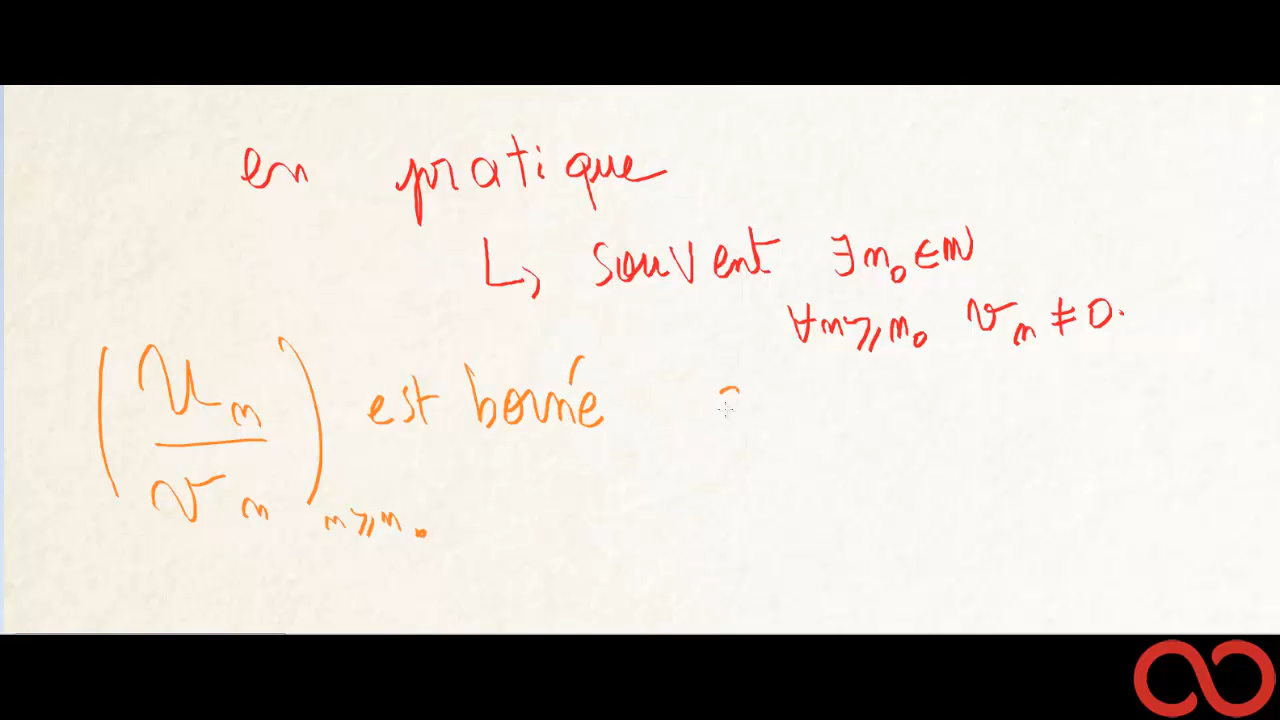 en pratique
↳ souvent ∃ n₀ ∈ ℕ
∀n ⩾ n₀ vₙ ≠ 0.
(uₙ / vₙ)ₙ⩾ₙ₀ est borné